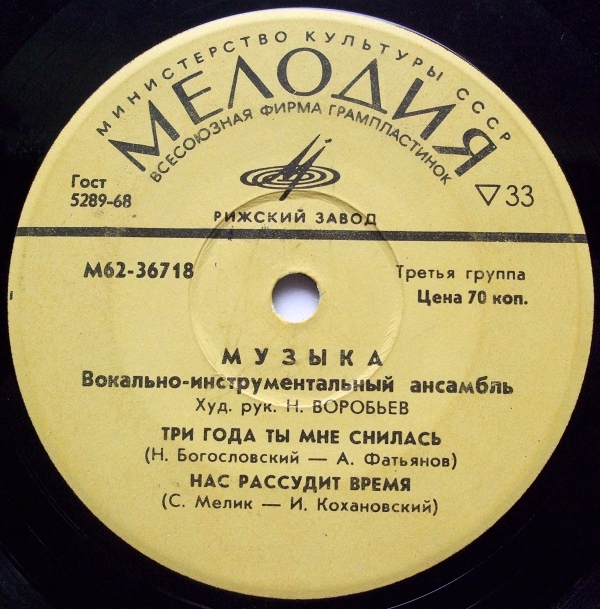 МИНИСТЕРСТВО КУЛЬТУРЫ СССР
МЕЛОДИЯ
ВСЕСОЮЗНАЯ ФИРМА ГРАМПЛАСТИНОК
Гост
5289-68
▽33
РИЖСКИЙ ЗАВОД
М62-36718
Третья группа
Цена 70 коп.
МУЗЫКА
Вокально-инструментальный ансамбль
Худ. рук. Н. ВОРОБЬЕВ
ТРИ ГОДА ТЫ МНЕ СНИЛАСЬ
(Н. Богословский — А. Фатьянов)
НАС РАССУДИТ ВРЕМЯ
(С. Мелик — И. Кохановский)